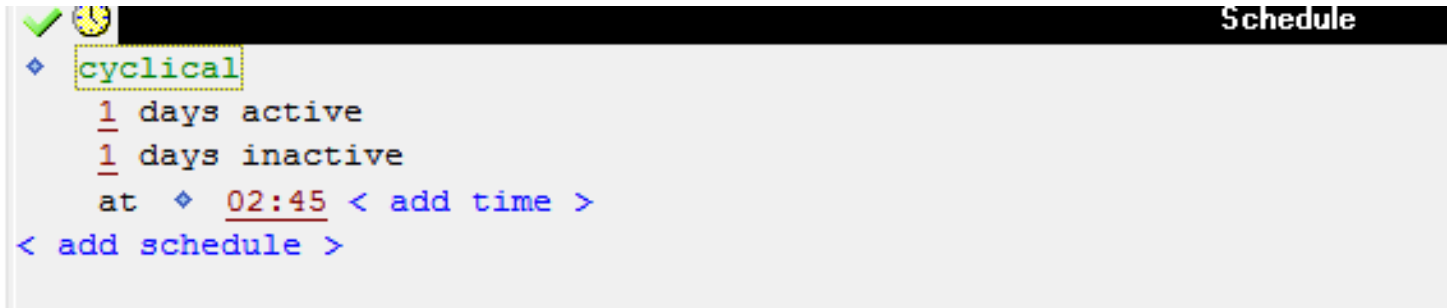 Schedule
cyclical
1 days active
1 days inactive
at 02:45 < add time >
< add schedule >